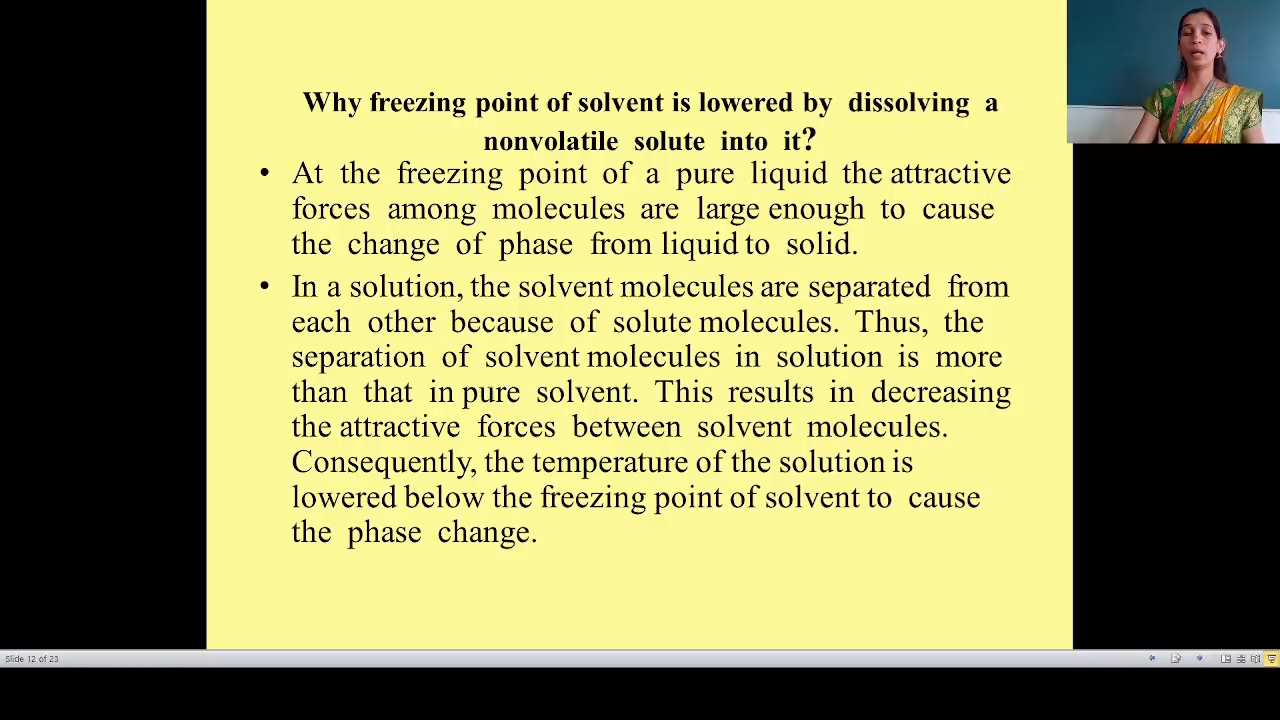 Why freezing point of solvent is lowered by dissolving a
nonvolatile solute into it?
• At the freezing point of a pure liquid the attractive
forces among molecules are large enough to cause
the change of phase from liquid to solid.
• In a solution, the solvent molecules are separated from
each other because of solute molecules. Thus, the
separation of solvent molecules in solution is more
than that in pure solvent. This results in decreasing
the attractive forces between solvent molecules.
Consequently, the temperature of the solution is
lowered below the freezing point of solvent to cause
the phase change.
Slide 12 of 23